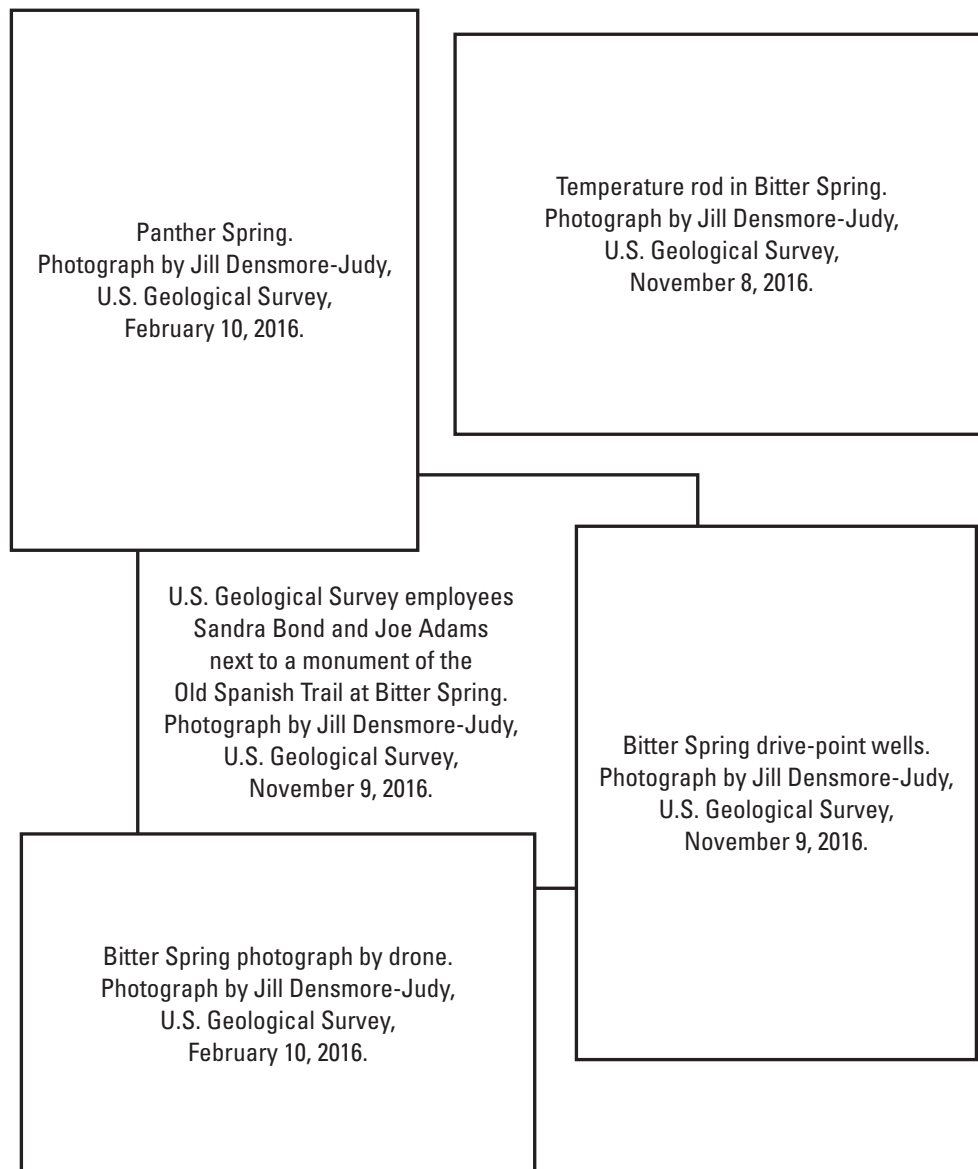 Panther Spring.
Photograph by Jill Densmore-Judy,
U.S. Geological Survey,
February 10, 2016.
Temperature rod in Bitter Spring.
Photograph by Jill Densmore-Judy,
U.S. Geological Survey,
November 8, 2016.
U.S. Geological Survey employees
Sandra Bond and Joe Adams
next to a monument of the
Old Spanish Trail at Bitter Spring.
Photograph by Jill Densmore-Judy,
U.S. Geological Survey,
November 9, 2016.
Bitter Spring drive-point wells.
Photograph by Jill Densmore-Judy,
U.S. Geological Survey,
November 9, 2016.
Bitter Spring photograph by drone.
Photograph by Jill Densmore-Judy,
U.S. Geological Survey,
February 10, 2016.